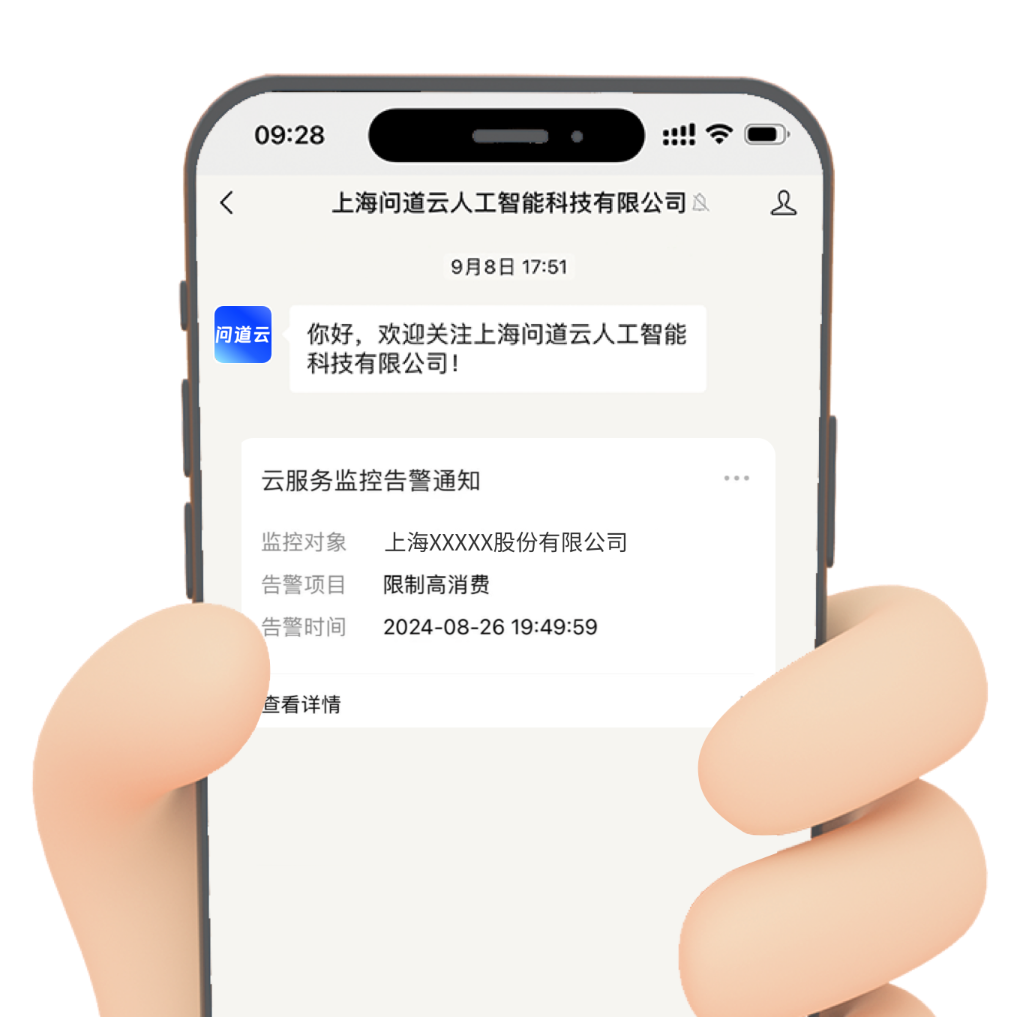 09:28
上海问道云人工智能科技有限公司
9月8日 17:51
问道云
你好，欢迎关注上海问道云人工智能
科技有限公司！
云服务监控告警通知
监控对象 上海XXXXX股份有限公司
告警项目 限制高消费
告警时间 2024-08-26 19:49:59
查看详情